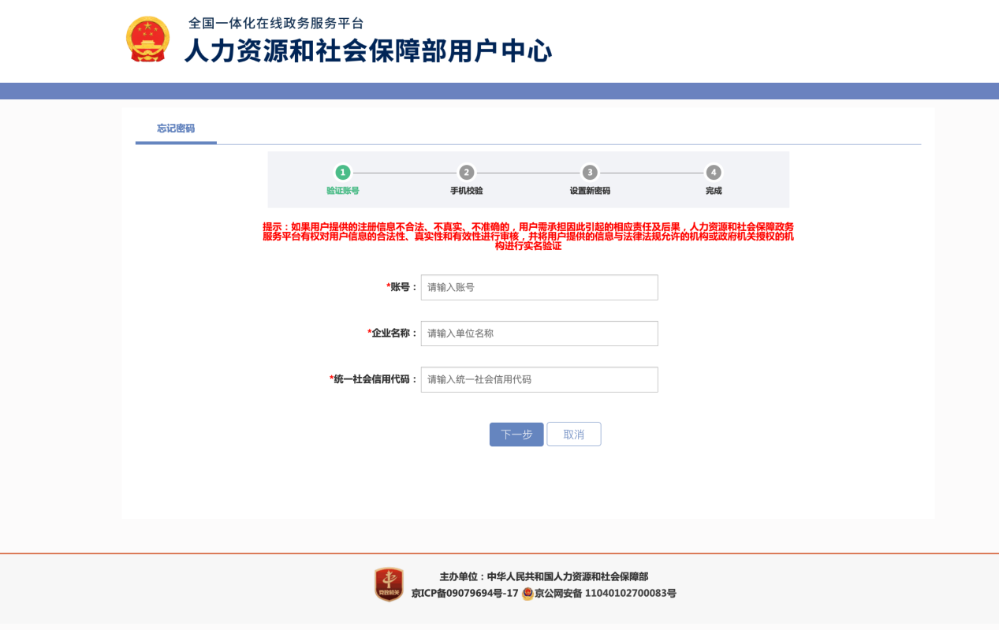 全国一体化在线政务服务平台
人力资源和社会保障部用户中心
忘记密码
1 2 3 4
验证账号 手机校验 设置新密码 完成
提示：如果用户提供的注册信息不合法、不真实、不准确的，用户需承担因此引起的相应责任及后果，人力资源和社会保障政务
服务平台有权对用户信息的合法性、真实性和有效性进行审核，并将用户提供的信息与法律法规允许的机构或政府机关授权的机
构进行实名验证
*账号： 请输入账号
*企业名称： 请输入单位名称
*统一社会信用代码： 请输入统一社会信用代码
下一步 取消
党政机关
主办单位：中华人民共和国人力资源和社会保障部
京ICP备09079694号-17 京公网安备 11040102700083号